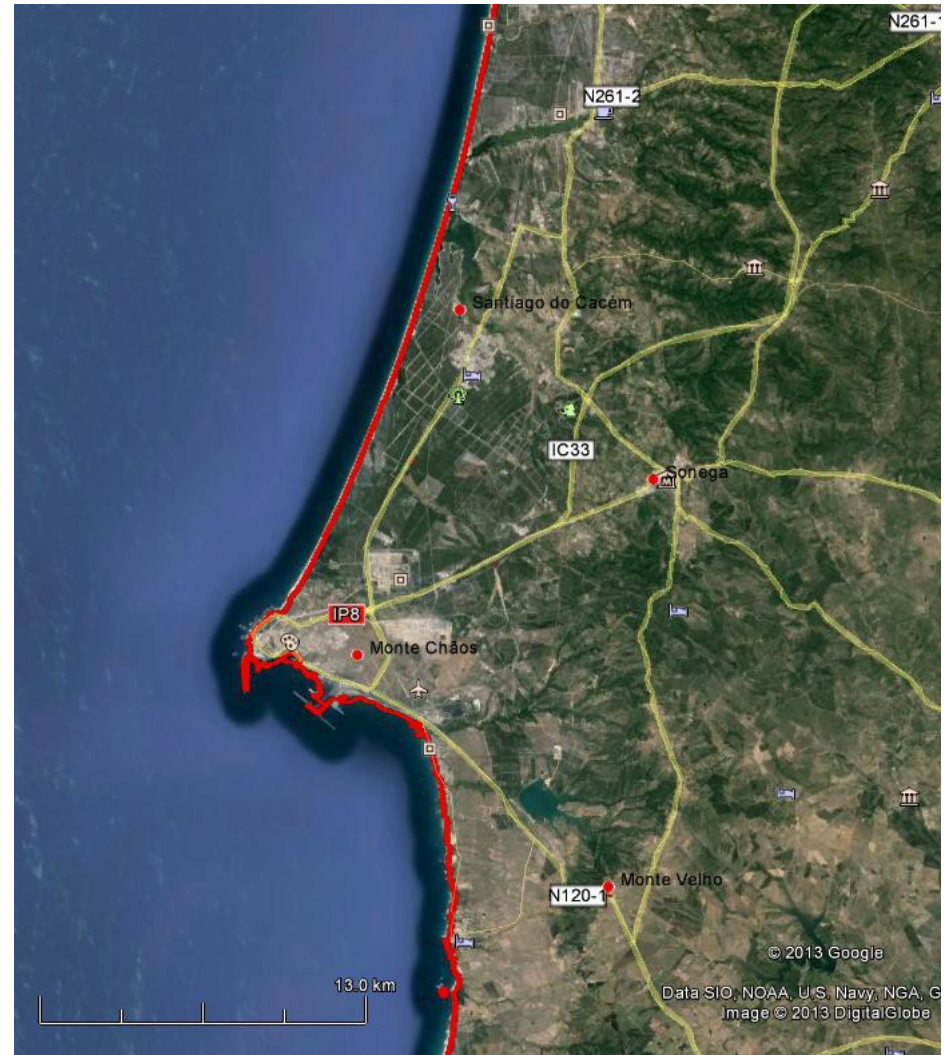 N261-1
N261-2
Santiago do Cacém
IC33
Sonega
IP8
Monte Chãos
Monte Velho
N120-1
© 2013 Google
13.0 km
Data SIO, NOAA, U.S. Navy, NGA, G
Image © 2013 DigitalGlobe